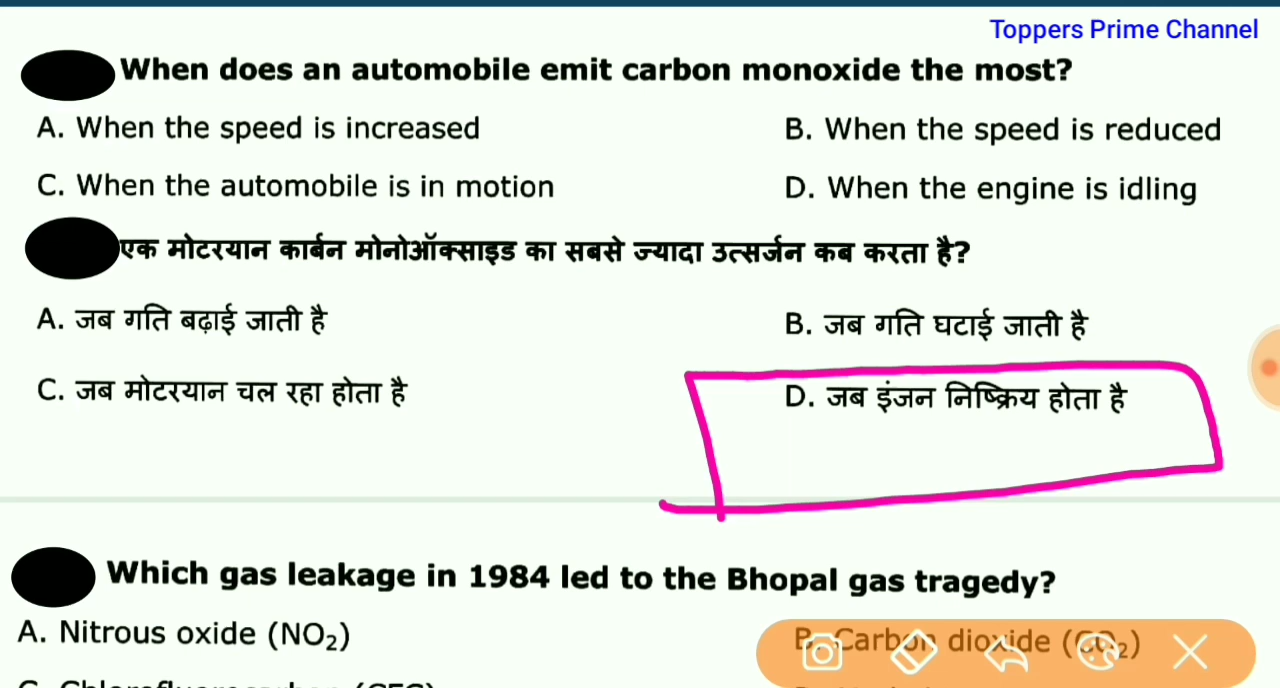 Toppers Prime Channel
When does an automobile emit carbon monoxide the most?
A. When the speed is increased B. When the speed is reduced
C. When the automobile is in motion D. When the engine is idling
एक मोटरयान कार्बन मोनोऑक्साइड का सबसे ज्यादा उत्सर्जन कब करता है?
A. जब गति बढ़ाई जाती है B. जब गति घटाई जाती है
C. जब मोटरयान चल रहा होता है D. जब इंजन निष्क्रिय होता है
Which gas leakage in 1984 led to the Bhopal gas tragedy?
A. Nitrous oxide (NO₂) B. Carbon dioxide (CO₂)